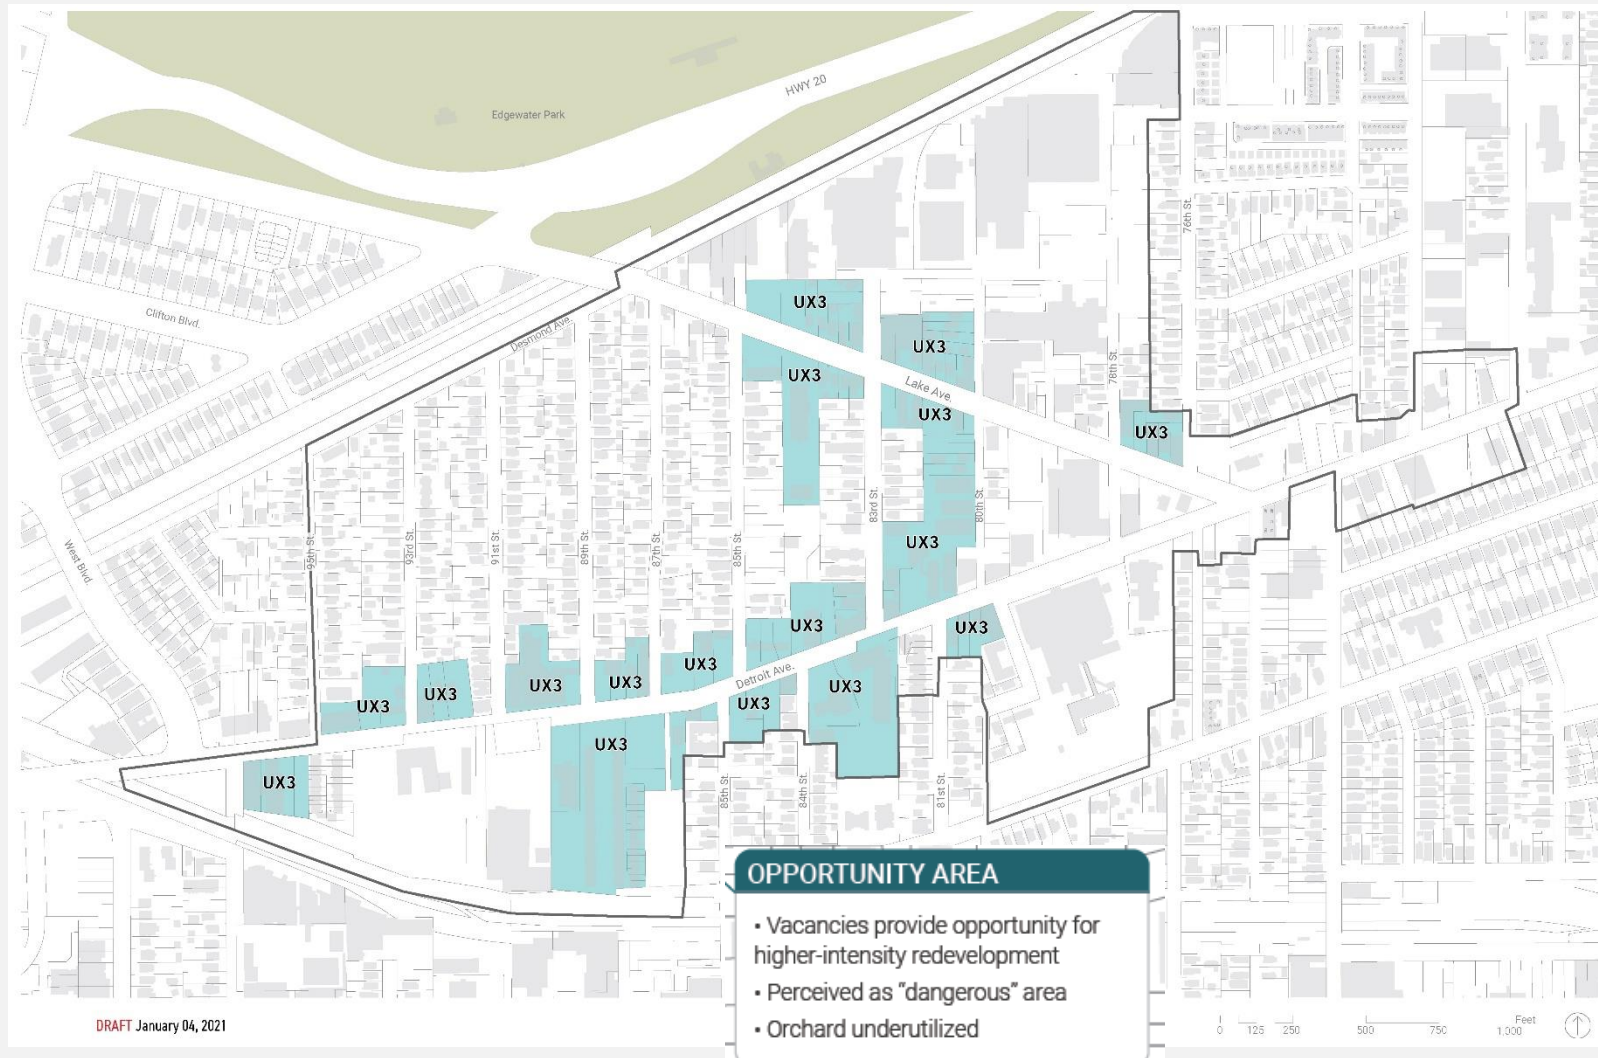 HWY 20
Edgewater Park
76th St.
Clifton Blvd.
Desmond Ave.
UX3
UX3
UX3
Lake Ave.
78th St.
UX3
UX3
UX3
83rd St.
80th St.
95th St.
93rd St.
91st St.
89th St.
87th St.
85th St.
West Blvd.
UX3
UX3
UX3
UX3
Detroit Ave.
UX3
UX3
UX3
UX3
UX3
UX3
UX3
UX3
85th St.
84th St.
81st St.
OPPORTUNITY AREA
• Vacancies provide opportunity for
higher-intensity redevelopment
• Perceived as “dangerous” area
• Orchard underutilized
DRAFT January 04, 2021
Feet
0 125 250 500 750 1,000